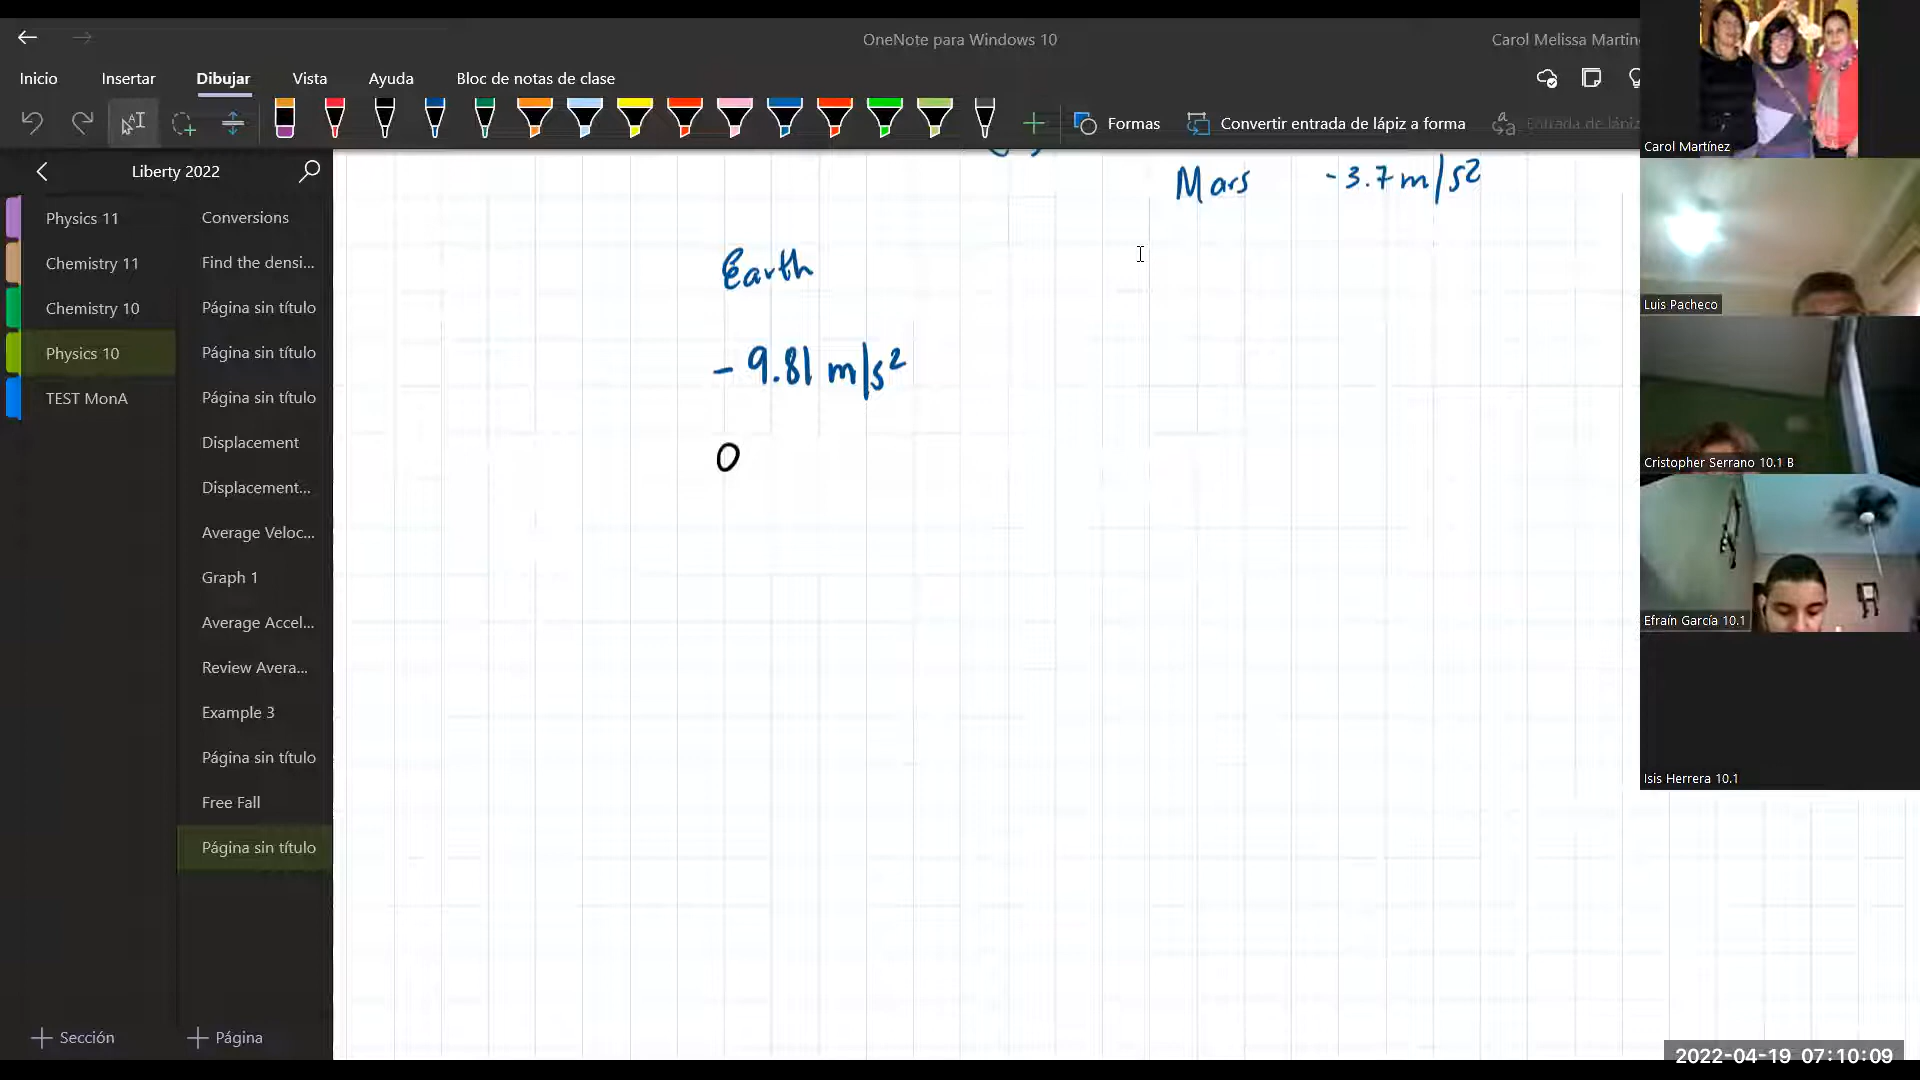 OneNote para Windows 10
Carol Melissa Martín
Inicio
Insertar
Dibujar
Vista
Ayuda
Bloc de notas de clase
Formas
Convertir entrada de lápiz a forma
Entrada de lápiz
Liberty 2022
Physics 11
Chemistry 11
Chemistry 10
Physics 10
TEST MonA
Conversions
Find the densi...
Página sin título
Página sin título
Página sin título
Displacement
Displacement...
Average Veloc...
Graph 1
Average Accel...
Review Avera...
Example 3
Página sin título
Free Fall
Página sin título
Sección
Página
Mars -3.7 m/s²
Earth
- 9.81 m/s²
0
Carol Martínez
Luis Pacheco
Cristopher Serrano 10.1 B
Efraín García 10.1
Isis Herrera 10.1
2022-04-19 07:10:09